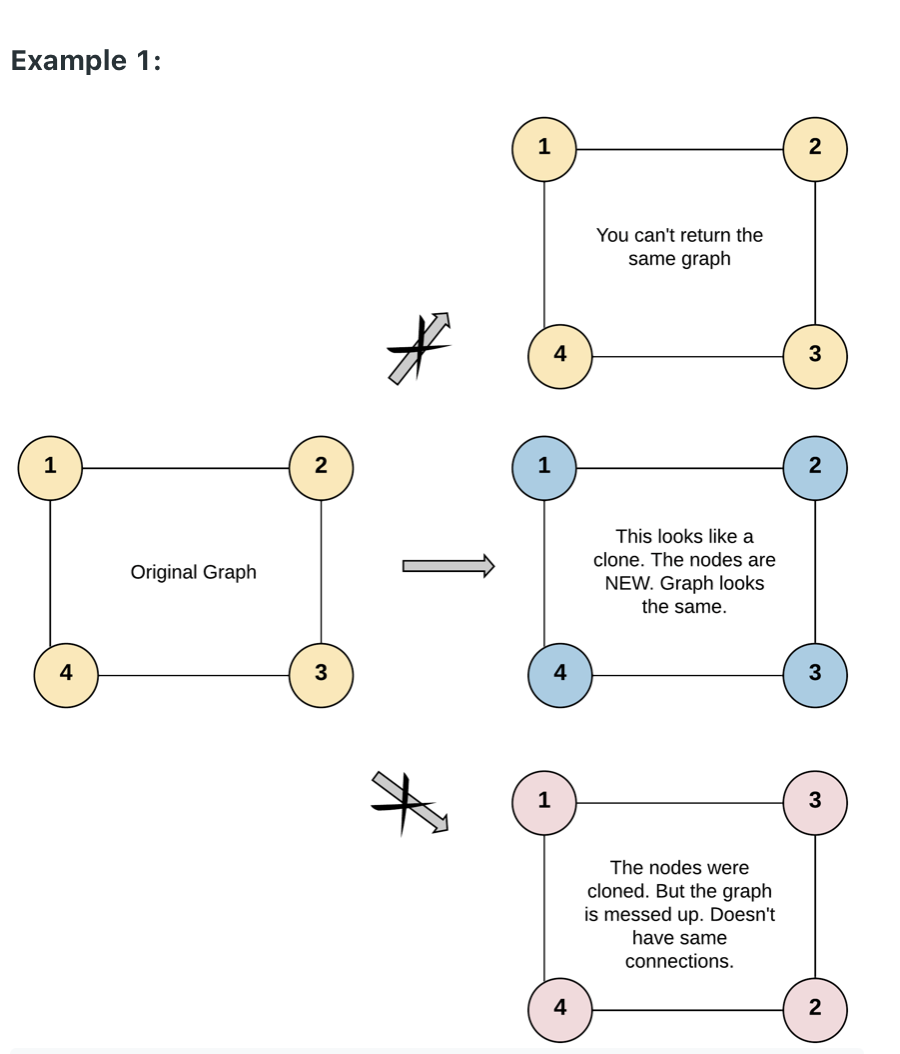 Example 1:
1
2
You can't return the
same graph
4
3
1
2
Original Graph
4
3
1
2
This looks like a
clone. The nodes are
NEW. Graph looks
the same.
4
3
1
3
The nodes were
cloned. But the graph
is messed up. Doesn't
have same
connections.
4
2